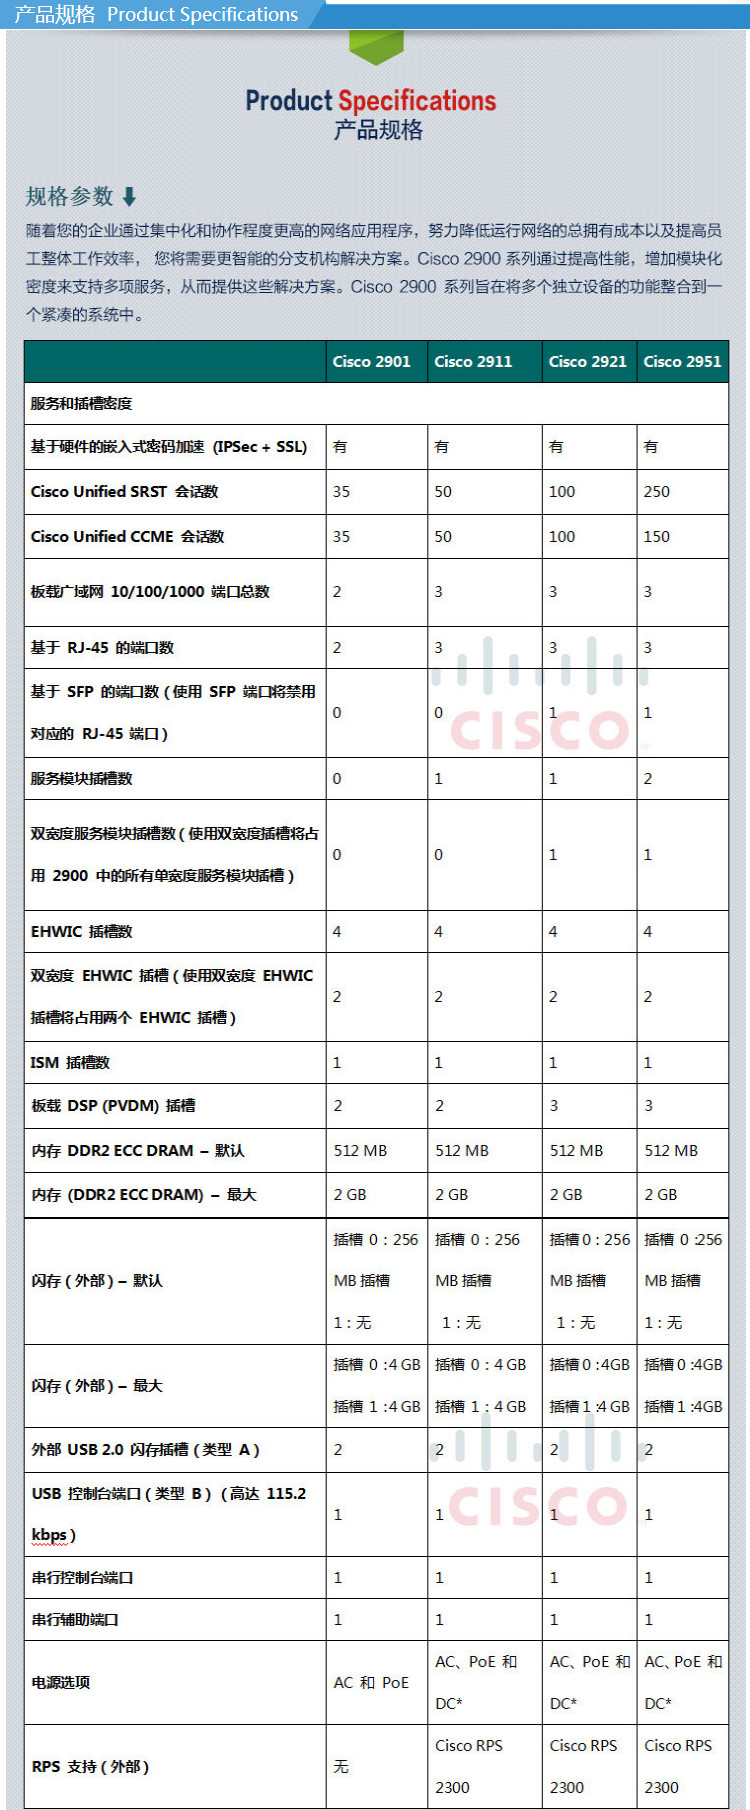 产品规格 Product Specifications
Product Specifications
产品规格
规格参数
随着您的企业通过集中化和协作程度更高的网络应用程序，努力降低运行网络的总拥有成本以及提高员
工整体工作效率， 您将需要更智能的分支机构解决方案。Cisco 2900 系列通过提高性能，增加模块化
密度来支持多项服务，从而提供这些解决方案。Cisco 2900 系列旨在将多个独立设备的功能整合到一
个紧凑的系统中。
Cisco 2901 Cisco 2911 Cisco 2921 Cisco 2951
服务和插槽密度
基于硬件的嵌入式密码加速 (IPSec + SSL) 有 有 有 有
Cisco Unified SRST 会话数 35 50 100 250
Cisco Unified CCME 会话数 35 50 100 150
板载广域网 10/100/1000 端口总数 2 3 3 3
基于 RJ-45 的端口数 2 3 3 3
基于 SFP 的端口数（使用 SFP 端口将禁用
对应的 RJ-45 端口） 0 0 1 1
CISCO
服务模块插槽数 0 1 1 2
双宽度服务模块插槽数（使用双宽度插槽将占
用 2900 中的所有单宽度服务模块插槽） 0 0 1 1
EHWIC 插槽数 4 4 4 4
双宽度 EHWIC 插槽（使用双宽度 EHWIC
插槽将占用两个 EHWIC 插槽） 2 2 2 2
ISM 插槽数 1 1 1 1
板载 DSP (PVDM) 插槽 2 2 3 3
内存 DDR2 ECC DRAM – 默认 512 MB 512 MB 512 MB 512 MB
内存 (DDR2 ECC DRAM) – 最大 2 GB 2 GB 2 GB 2 GB
插槽 0：256 插槽 0：256 插槽 0：256 插槽 0：256
闪存（外部）– 默认 MB 插槽 MB 插槽 MB 插槽 MB 插槽
1：无 1：无 1：无 1：无
闪存（外部）– 最大 插槽 0：4 GB 插槽 0：4 GB 插槽 0：4GB 插槽 0：4GB
插槽 1：4 GB 插槽 1：4 GB 插槽 1：4 GB 插槽 1：4GB
外部 USB 2.0 闪存插槽（类型 A） 2 2 2 2
USB 控制台端口（类型 B）（高达 115.2
kbps） 1 1 1 1
CISCO
串行控制台端口 1 1 1 1
串行辅助端口 1 1 1 1
电源选项 AC 和 PoE AC、PoE 和 AC、PoE 和 AC、PoE 和
DC* DC* DC*
RPS 支持（外部） 无 Cisco RPS Cisco RPS Cisco RPS
2300 2300 2300